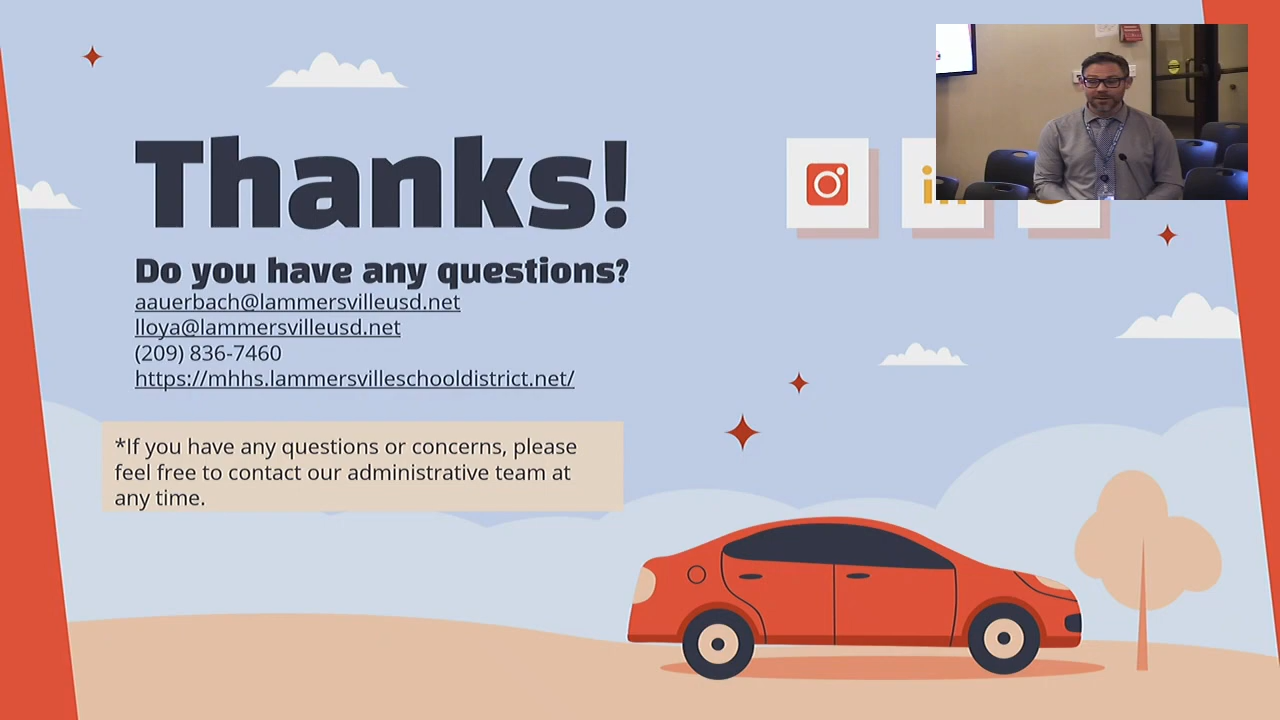 Thanks!
Do you have any questions?
aauerbach@lammersvilleusd.net
lloya@lammersvilleusd.net
(209) 836-7460
https://mhhs.lammersvilleschooldistrict.net/
*If you have any questions or concerns, please
feel free to contact our administrative team at
any time.